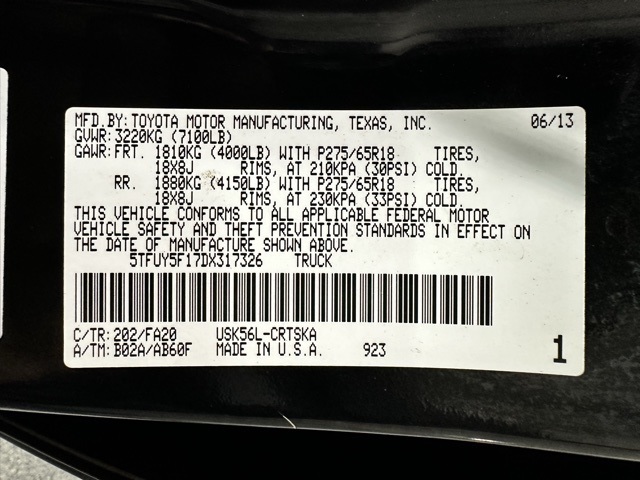 MFD.BY:TOYOTA MOTOR MANUFACTURING, TEXAS, INC. 06/13
GVWR:3220KG (7100LB)
GAWR:FRT. 1810KG (4000LB) WITH P275/65R18 TIRES,
18X8J RIMS, AT 210KPA (30PSI) COLD.
RR. 1880KG (4150LB) WITH P275/65R18 TIRES,
18X8J RIMS, AT 230KPA (33PSI) COLD.
THIS VEHICLE CONFORMS TO ALL APPLICABLE FEDERAL MOTOR
VEHICLE SAFETY AND THEFT PREVENTION STANDARDS IN EFFECT ON
THE DATE OF MANUFACTURE SHOWN ABOVE.
5TFUY5F17DX317326 TRUCK
C/TR:202/FA20 USK56L-CRTSKA
A/TM:B02A/AB60F MADE IN U.S.A. 923 1